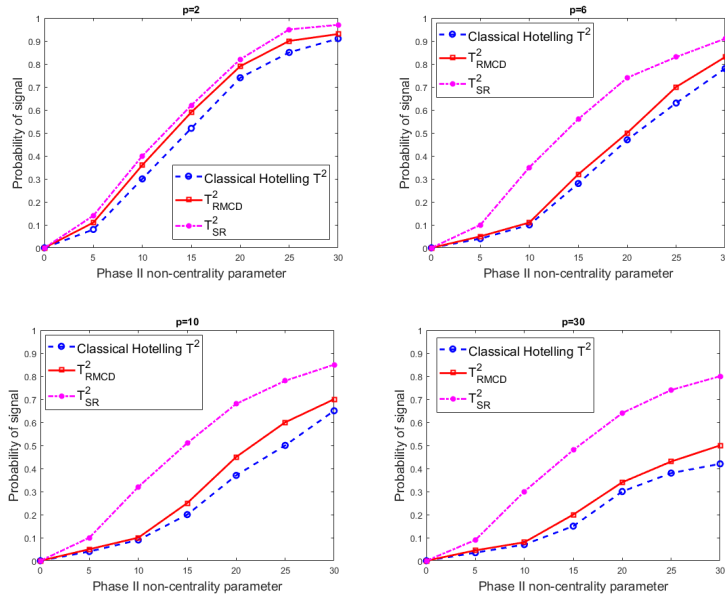 p=2
Probability of signal
1
0.9
0.8
0.7
0.6
0.5
0.4
0.3
0.2
0.1
0
Classical Hotelling T²
T²RMCD
T²SR
0 5 10 15 20 25 30
Phase II non-centrality parameter
p=6
Probability of signal
1
0.9
0.8
0.7
0.6
0.5
0.4
0.3
0.2
0.1
0
Classical Hotelling T²
T²RMCD
T²SR
0 5 10 15 20 25 30
Phase II non-centrality parameter
p=10
Probability of signal
1
0.9
0.8
0.7
0.6
0.5
0.4
0.3
0.2
0.1
0
Classical Hotelling T²
T²RMCD
T²SR
0 5 10 15 20 25 30
Phase II non-centrality parameter
p=30
Probability of signal
1
0.9
0.8
0.7
0.6
0.5
0.4
0.3
0.2
0.1
0
Classical Hotelling T²
T²RMCD
T²SR
0 5 10 15 20 25 30
Phase II non-centrality parameter